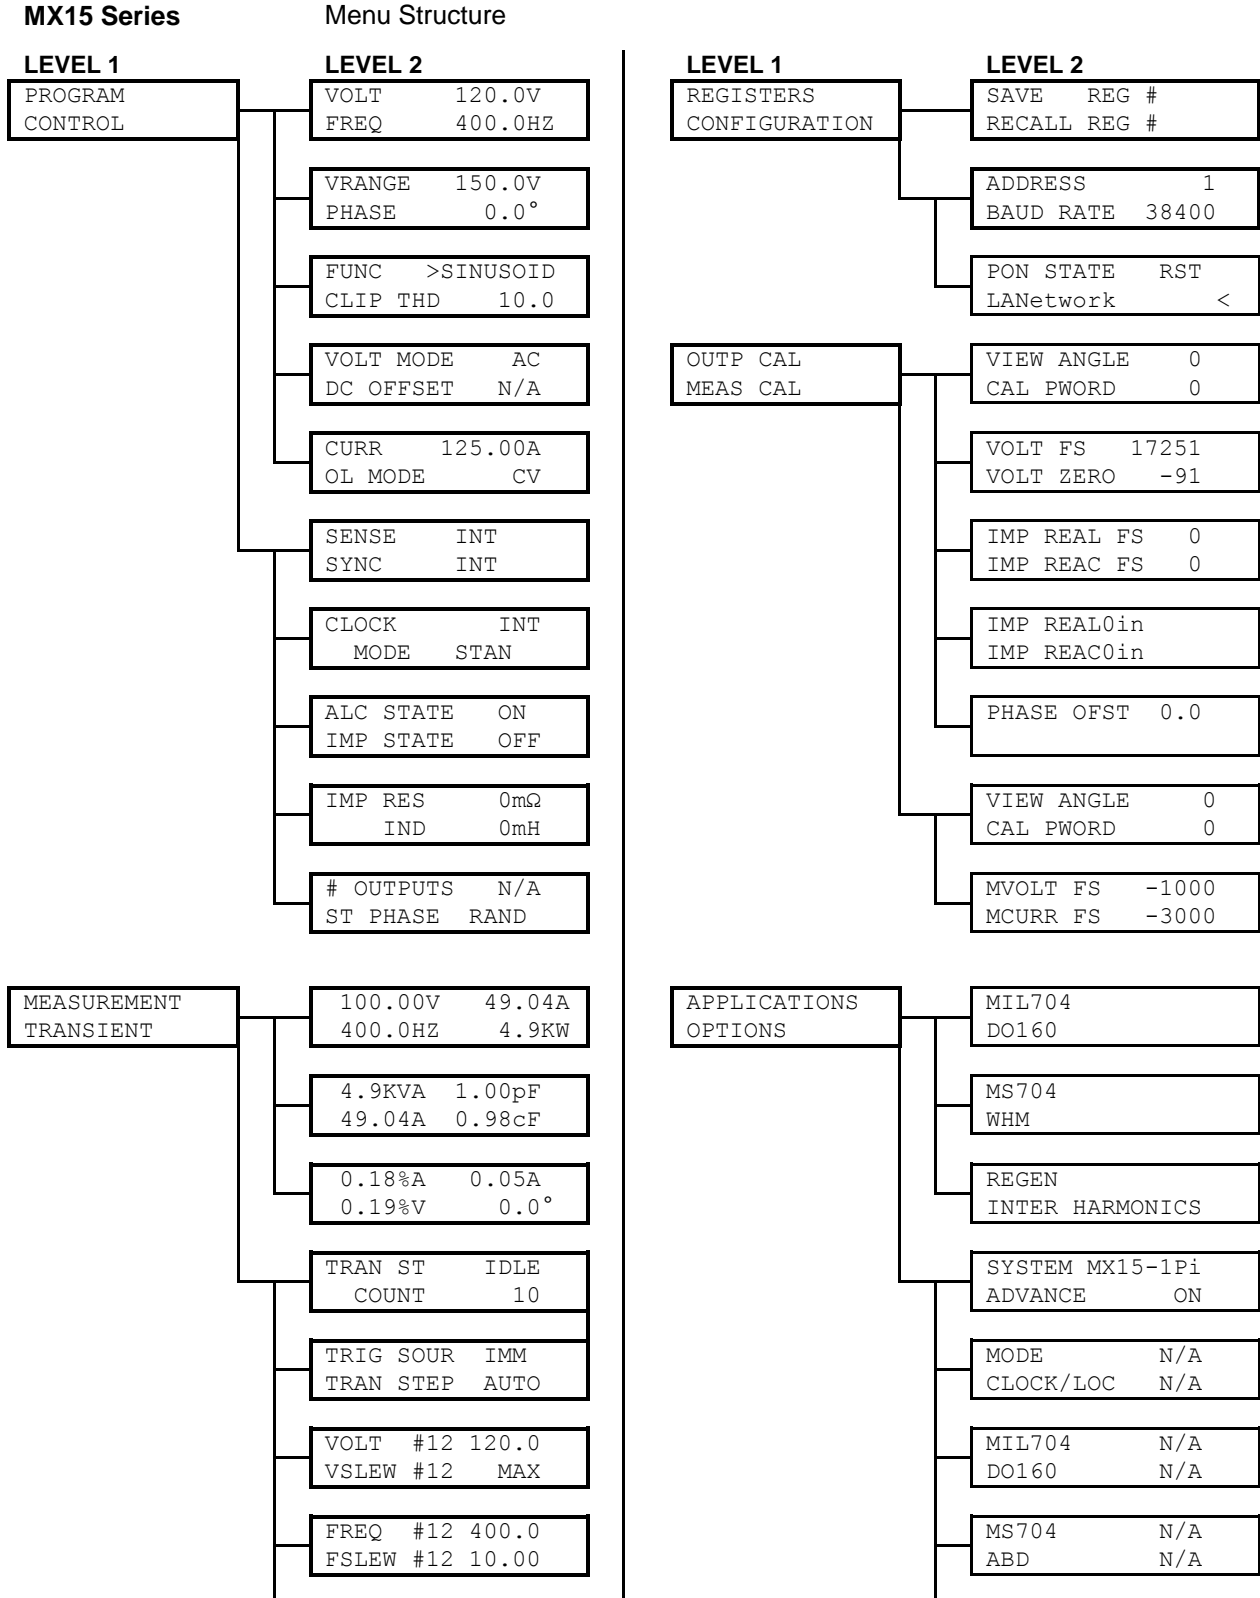 MX15 Series Menu Structure
LEVEL 1 LEVEL 2
PROGRAM
CONTROL
VOLT 120.0V
FREQ 400.0HZ
VRANGE 150.0V
PHASE 0.0°
FUNC >SINUSOID
CLIP THD 10.0
VOLT MODE AC
DC OFFSET N/A
CURR 125.00A
OL MODE CV
SENSE INT
SYNC INT
CLOCK INT
MODE STAN
ALC STATE ON
IMP STATE OFF
IMP RES 0mΩ
IND 0mH
# OUTPUTS N/A
ST PHASE RAND
MEASUREMENT
TRANSIENT
100.00V 49.04A
400.0HZ 4.9KW
4.9KVA 1.00pF
49.04A 0.98cF
0.18%A 0.05A
0.19%V 0.0°
TRAN ST IDLE
COUNT 10
TRIG SOUR IMM
TRAN STEP AUTO
VOLT #12 120.0
VSLEW #12 MAX
FREQ #12 400.0
FSLEW #12 10.00
LEVEL 1 LEVEL 2
REGISTERS
CONFIGURATION
SAVE REG #
RECALL REG #
ADDRESS 1
BAUD RATE 38400
PON STATE RST
LANetwork <
OUTP CAL
MEAS CAL
VIEW ANGLE 0
CAL PWORD 0
VOLT FS 17251
VOLT ZERO -91
IMP REAL FS 0
IMP REAC FS 0
IMP REAL0in
IMP REAC0in
PHASE OFST 0.0
VIEW ANGLE 0
CAL PWORD 0
MVOLT FS -1000
MCURR FS -3000
APPLICATIONS
OPTIONS
MIL704
DO160
MS704
WHM
REGEN
INTER HARMONICS
SYSTEM MX15-1Pi
ADVANCE ON
MODE N/A
CLOCK/LOC N/A
MIL704 N/A
DO160 N/A
MS704 N/A
ABD N/A